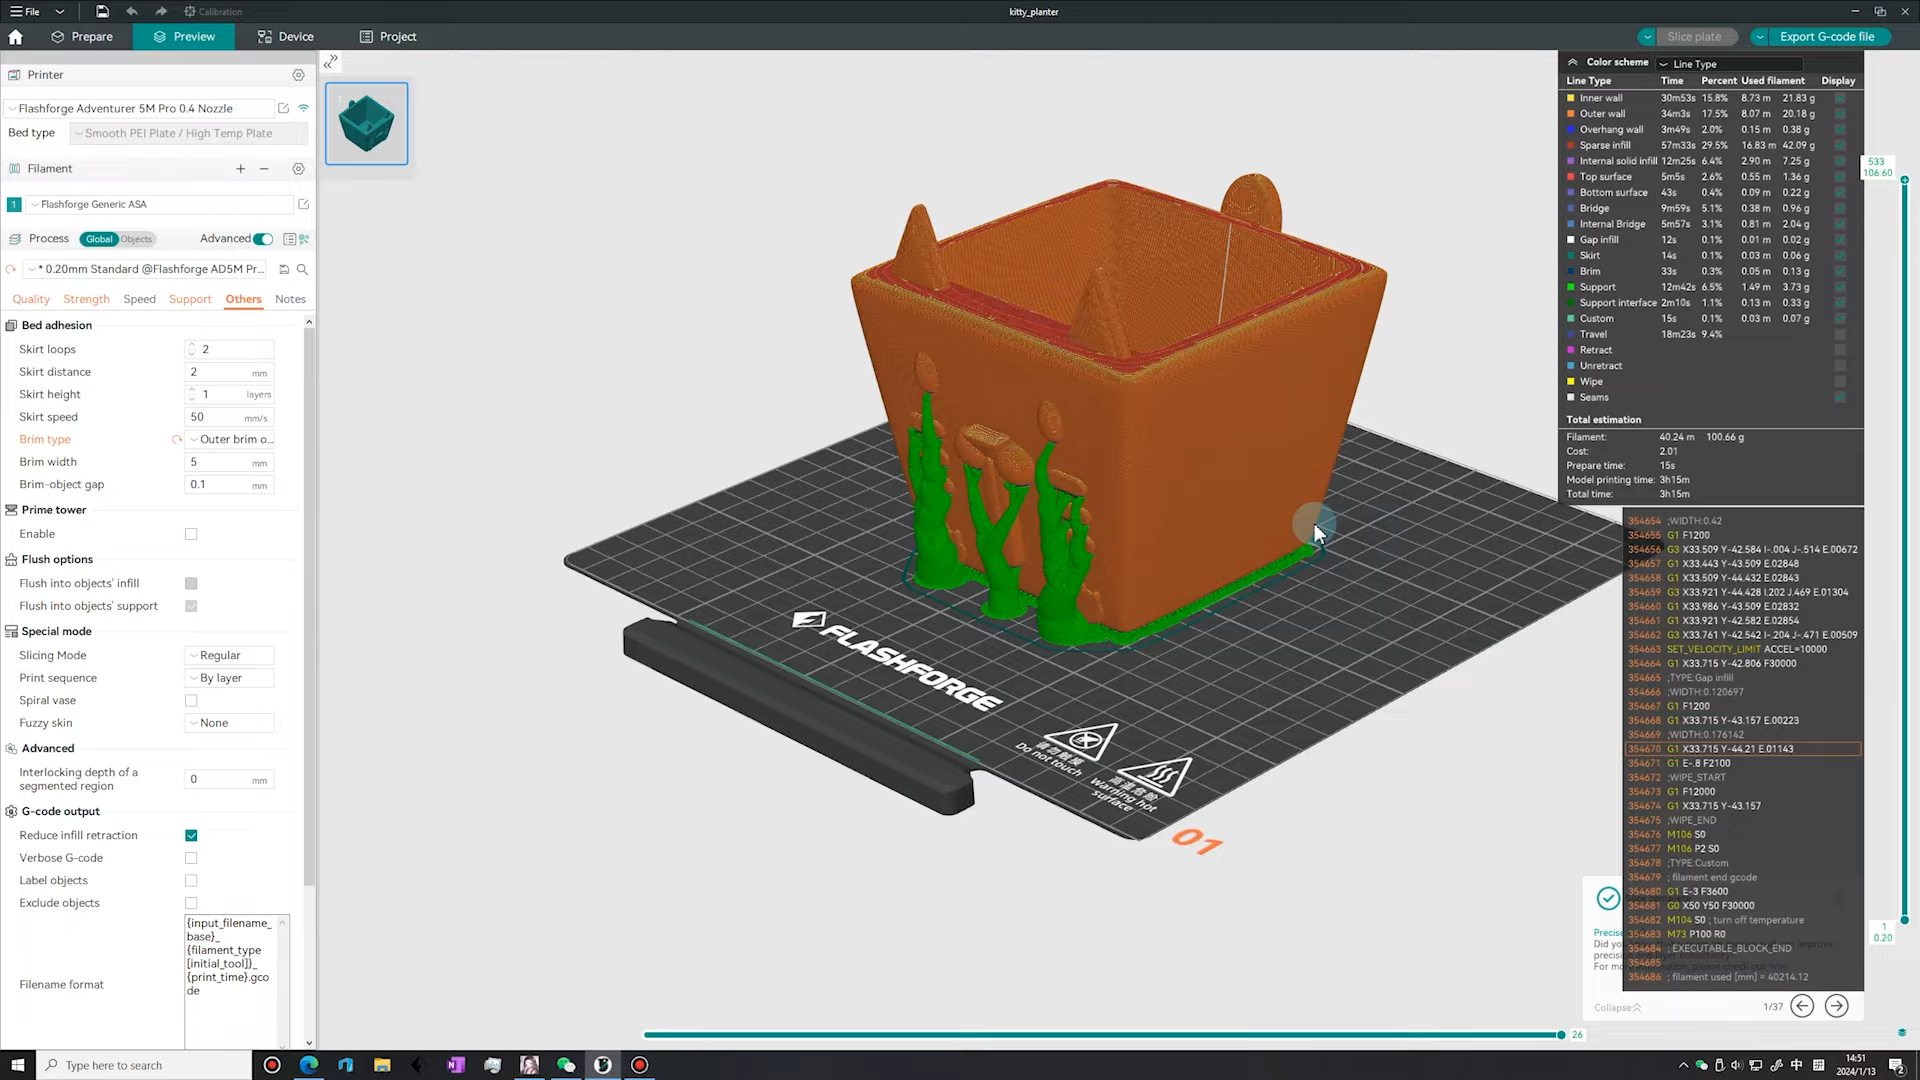 File
Calibration
kitty_planter
Prepare
Preview
Device
Project
Slice plate
Export G-code file
Printer
Flashforge Adventurer 5M Pro 0.4 Nozzle
Bed type
Smooth PEI Plate / High Temp Plate
Filament
1
Flashforge Generic ASA
Process
Global
Objects
Advanced
* 0.20mm Standard @Flashforge AD5M Pr...
Quality
Strength
Speed
Support
Others
Notes
Bed adhesion
Skirt loops 2
Skirt distance 2 mm
Skirt height 1 layers
Skirt speed 50 mm/s
Brim type Outer brim o...
Brim width 5 mm
Brim-object gap 0.1 mm
Prime tower
Enable
Flush options
Flush into objects' infill
Flush into objects' support
Special mode
Slicing Mode Regular
Print sequence By layer
Spiral vase
Fuzzy skin None
Advanced
Interlocking depth of a
segmented region
0 mm
G-code output
Reduce infill retraction
Verbose G-code
Label objects
Exclude objects
Filename format
{input_filename_
base}_
{filament_type
[initial_tool]}_
{print_time}.gco
de
FLASHFORGE
请勿触摸
Do not touch
高温危险
Warning hot
surface
01
Color scheme Line Type
Line Type Time Percent Used filament Display
Inner wall 30m53s 15.8% 8.73 m 21.83 g
Outer wall 34m3s 17.5% 8.07 m 20.18 g
Overhang wall 3m49s 2.0% 0.15 m 0.38 g
Sparse infill 57m33s 29.5% 16.83 m 42.09 g
Internal solid infill 12m25s 6.4% 2.90 m 7.25 g
Top surface 5m5s 2.6% 0.55 m 1.36 g
Bottom surface 43s 0.4% 0.09 m 0.22 g
Bridge 9m59s 5.1% 0.38 m 0.96 g
Internal Bridge 5m57s 3.1% 0.81 m 2.04 g
Gap infill 12s 0.1% 0.01 m 0.02 g
Skirt 14s 0.1% 0.03 m 0.06 g
Brim 33s 0.3% 0.05 m 0.13 g
Support 12m42s 6.5% 1.49 m 3.73 g
Support interface 2m10s 1.1% 0.13 m 0.33 g
Custom 15s 0.1% 0.03 m 0.07 g
Travel 18m23s 9.4%
Retract
Unretract
Wipe
Seams
Total estimation
Filament: 40.24 m 100.66 g
Cost: 2.01
Prepare time: 15s
Model printing time: 3h15m
Total time: 3h15m
533
106.60
354654 ;WIDTH:0.42
354655 G1 F1200
354656 G3 X33.509 Y-42.584 I-.004 J-.514 E.00672
354657 G1 X33.443 Y-43.509 E.02848
354658 G1 X33.509 Y-44.432 E.02843
354659 G3 X33.921 Y-44.428 I.202 J.469 E.01304
354660 G1 X33.986 Y-43.509 E.02832
354661 G1 X33.921 Y-42.582 E.02854
354662 G3 X33.761 Y-42.542 I-.204 J-.471 E.00509
354663 SET_VELOCITY_LIMIT ACCEL=10000
354664 G1 X33.715 Y-42.806 F30000
354665 ;TYPE:Gap infill
354666 ;WIDTH:0.120697
354667 G1 F1200
354668 G1 X33.715 Y-43.157 E.00223
354669 ;WIDTH:0.176142
354670 G1 X33.715 Y-44.21 E.01143
354671 G1 E-.8 F2100
354672 ;WIPE_START
354673 G1 F12000
354674 G1 X33.715 Y-43.157
354675 ;WIPE_END
354676 M106 S0
354677 M106 P2 S0
354678 ;TYPE:Custom
354679 ; filament end gcode
354680 G1 E-3 F3600
354681 G0 X50 Y50 F30000
354682 M104 S0 ; turn off temperature
354683 M73 P100 R0
354684 ; EXECUTABLE_BLOCK_END
354685
354686 ; filament used [mm] = 40214.12
Precise
Did
For mor
1
0.20
Collapse
1/37
26
Type here to search
中
14:51
2024/1/13
2